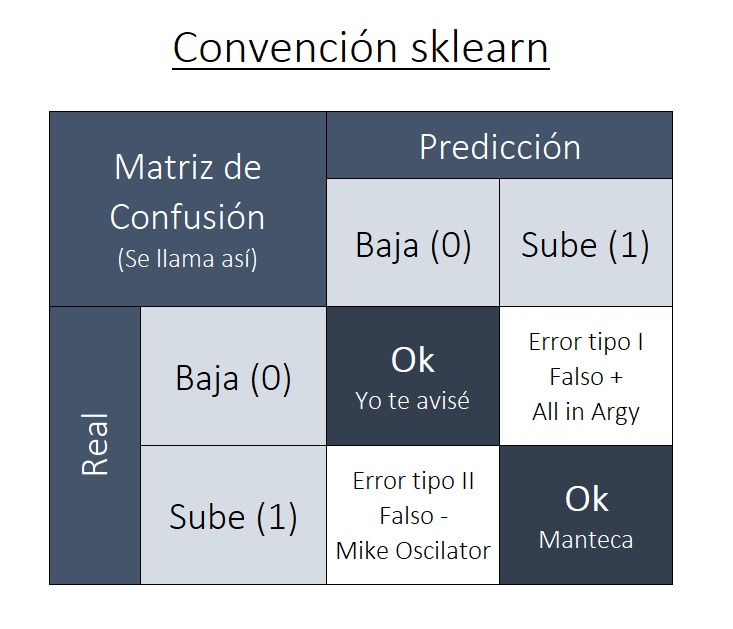 Convención sklearn
Matriz de
Confusión
(Se llama así)
Predicción
Baja (0)
Sube (1)
Real
Baja (0)
Ok
Yo te avisé
Error tipo I
Falso +
All in Argy
Sube (1)
Error tipo II
Falso -
Mike Oscilator
Ok
Manteca